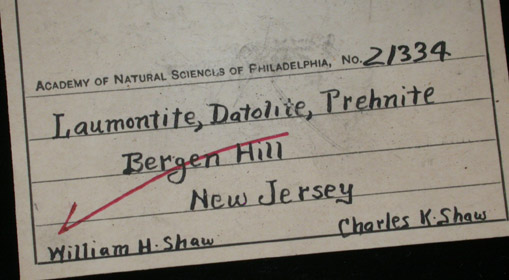 ACADEMY OF NATURAL SCIENCES OF PHILADELPHIA, NO. 21334
Laumontite, Datolite, Prehnite
Bergen Hill
New Jersey
William H. Shaw Charles K. Shaw